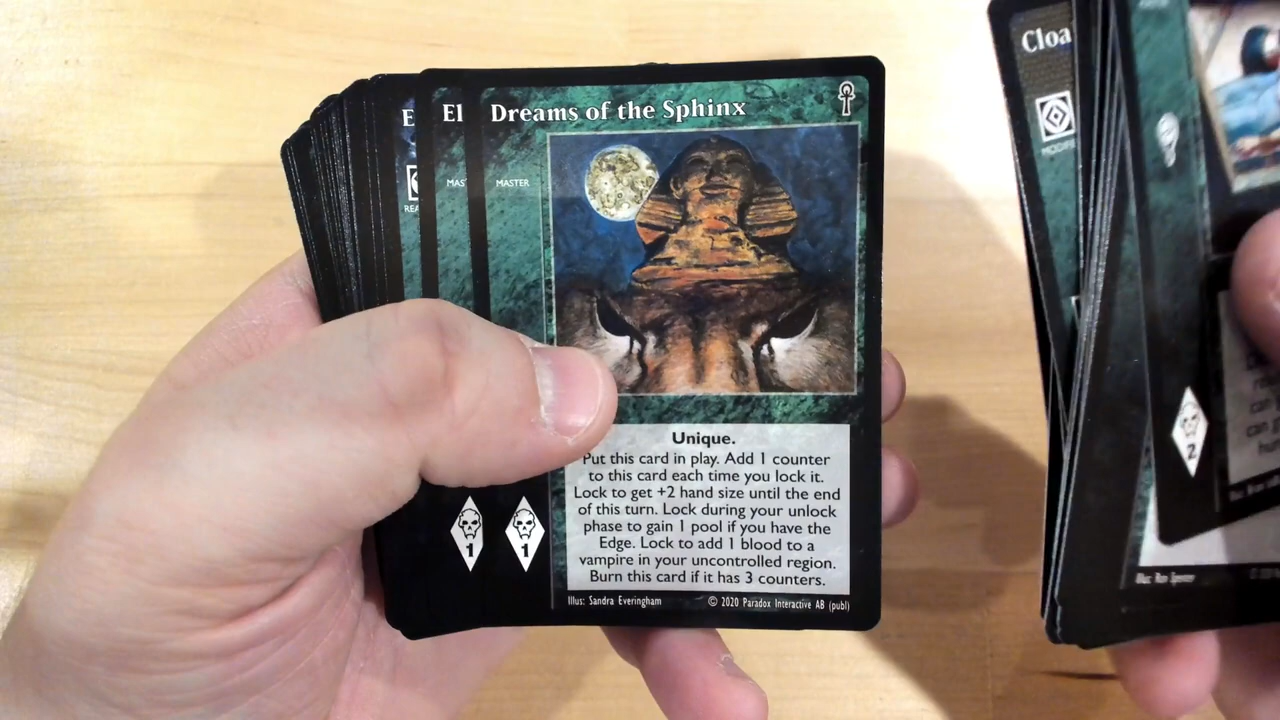 Dreams of the Sphinx
MASTER
Unique.
Put this card in play. Add 1 counter
to this card each time you lock it.
Lock to get +2 hand size until the end
of this turn. Lock during your unlock
phase to gain 1 pool if you have the
Edge. Lock to add 1 blood to a
vampire in your uncontrolled region.
Burn this card if it has 3 counters.
Illus: Sandra Everingham
© 2020 Paradox Interactive AB (publ)
1
El
MAS
1
E
REA
Cloa
MODIFI
2